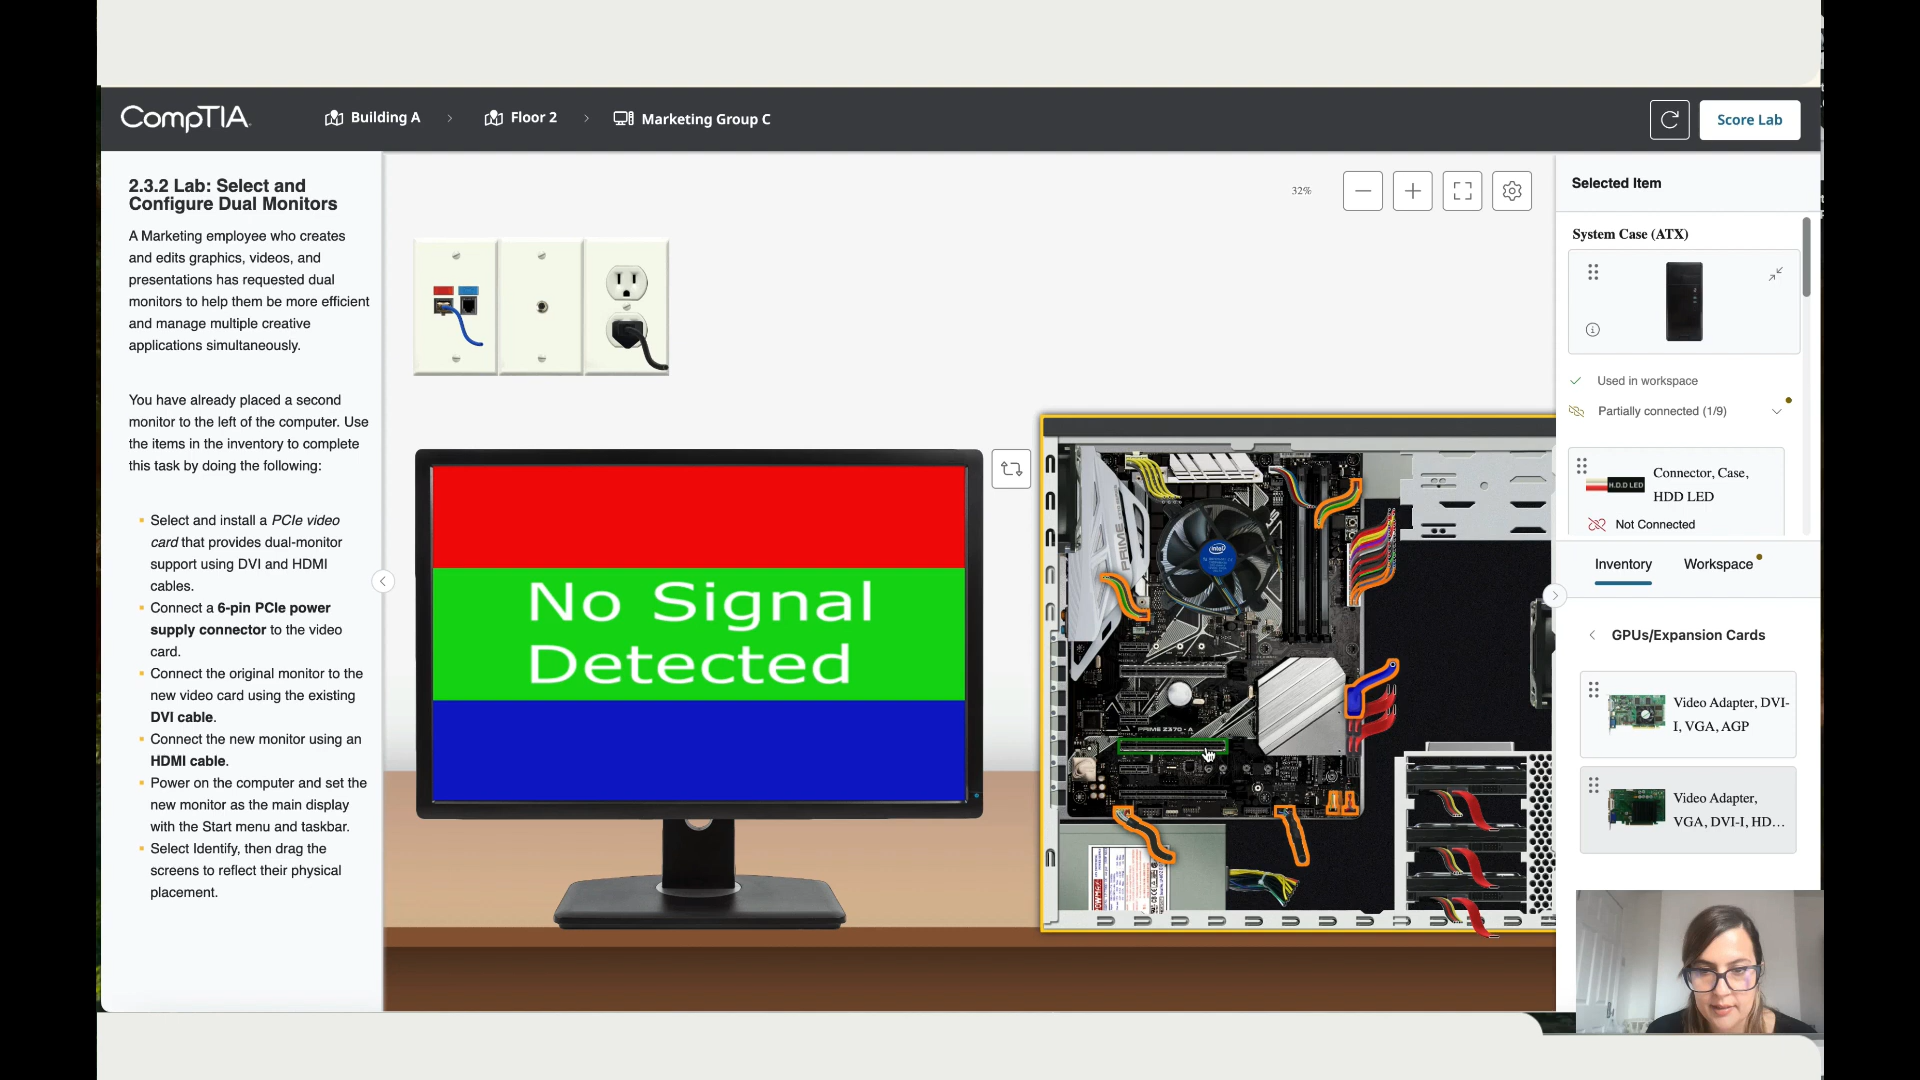 CompTIA.
Building A
Floor 2
Marketing Group C
Score Lab
2.3.2 Lab: Select and
Configure Dual Monitors
A Marketing employee who creates
and edits graphics, videos, and
presentations has requested dual
monitors to help them be more efficient
and manage multiple creative
applications simultaneously.
You have already placed a second
monitor to the left of the computer. Use
the items in the inventory to complete
this task by doing the following:
Select and install a PCIe video
card that provides dual-monitor
support using DVI and HDMI
cables.
Connect a 6-pin PCIe power
supply connector to the video
card.
Connect the original monitor to the
new video card using the existing
DVI cable.
Connect the new monitor using an
HDMI cable.
Power on the computer and set the
new monitor as the main display
with the Start menu and taskbar.
Select Identify, then drag the
screens to reflect their physical
placement.
32%
No Signal
Detected
intel
PRIME
PRIME Z370-A
Selected Item
System Case (ATX)
Used in workspace
Partially connected (1/9)
H.D.D LED
Connector, Case,
HDD LED
Not Connected
Inventory
Workspace
GPUs/Expansion Cards
Video Adapter, DVI-
I, VGA, AGP
Video Adapter,
VGA, DVI-I, HD...